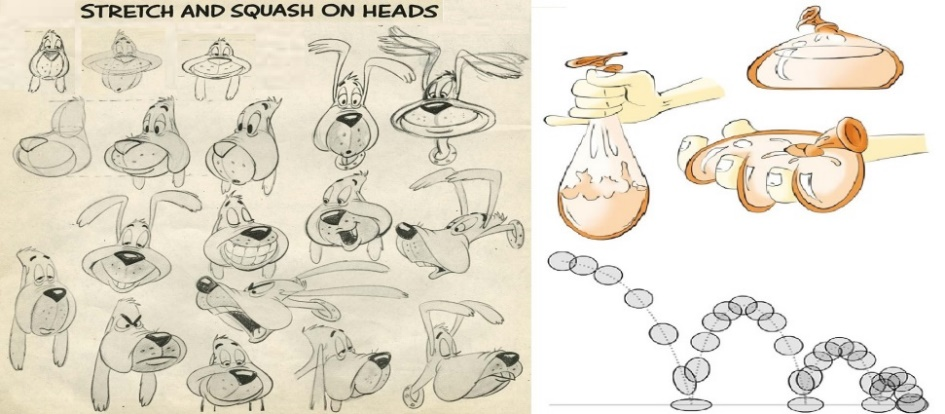 STRETCH AND SQUASH ON HEADS